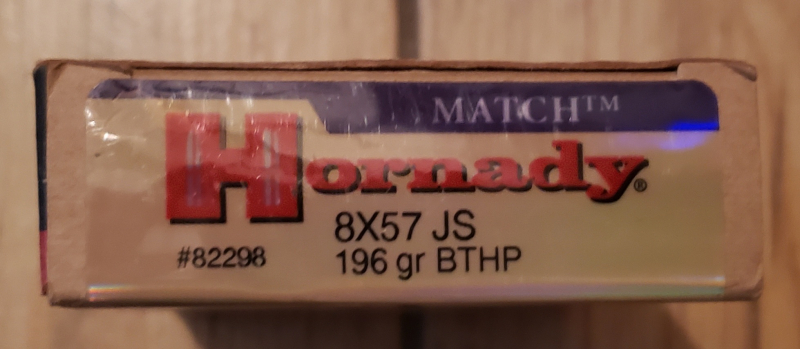 MATCH™
Hornady®
8X57 JS
#82298 196 gr BTHP